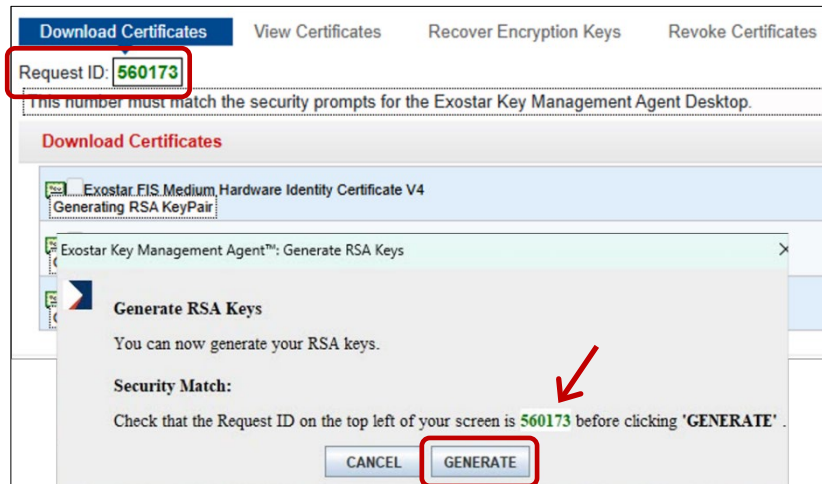 Download Certificates View Certificates Recover Encryption Keys Revoke Certificates
Request ID: 560173
This number must match the security prompts for the Exostar Key Management Agent Desktop.
Download Certificates
Exostar FIS Medium Hardware Identity Certificate V4
Generating RSA KeyPair
Exostar Key Management Agent™: Generate RSA Keys
Generate RSA Keys
You can now generate your RSA keys.
Security Match:
Check that the Request ID on the top left of your screen is 560173 before clicking 'GENERATE' .
CANCEL GENERATE